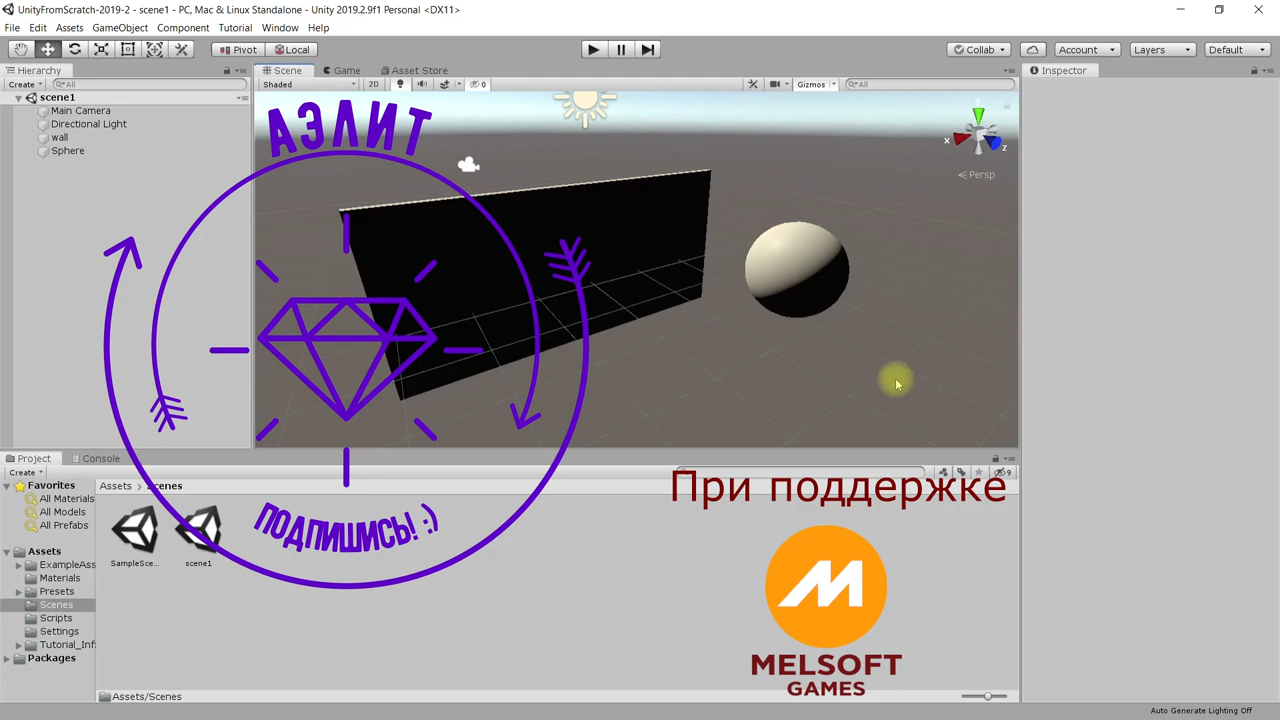 UnityFromScratch-2019-2 - scene1 - PC, Mac & Linux Standalone - Unity 2019.2.9f1 Personal <DX11>
File Edit Assets GameObject Component Tutorial Window Help
Pivot Local Collab Account Layers Default
Hierarchy Scene Game Asset Store Inspector
Create All Shaded 2D 0 Gizmos All
scene1
Main Camera
Directional Light
wall
Sphere
y
x
z
Persp
АЭЛИТ
ПОДПИШИСЬ! :)
Project Console
Create 9
Favorites
All Materials
All Models
All Prefabs
Assets
ExampleAss
Materials
Presets
Scenes
Scripts
Settings
Tutorial_Inf
Packages
Assets Scenes
SampleSce...
scene1
При поддержке
MELSOFT
GAMES
Assets/Scenes
Auto Generate Lighting Off